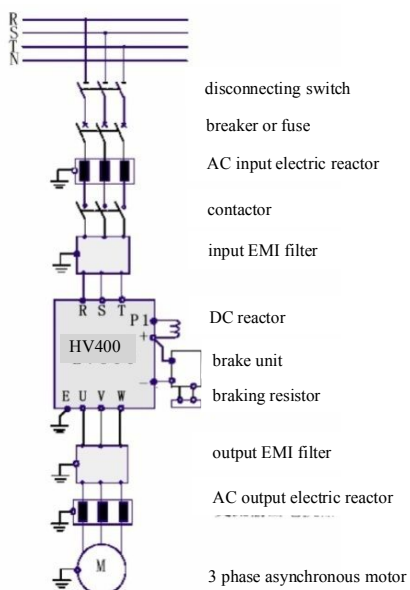 R
S
T
N
disconnecting switch
breaker or fuse
AC input electric reactor
contactor
input EMI filter
R S T
P1
DC reactor
+
HV400
brake unit
−
braking resistor
E U V W
output EMI filter
AC output electric reactor
M
3 phase asynchronous motor